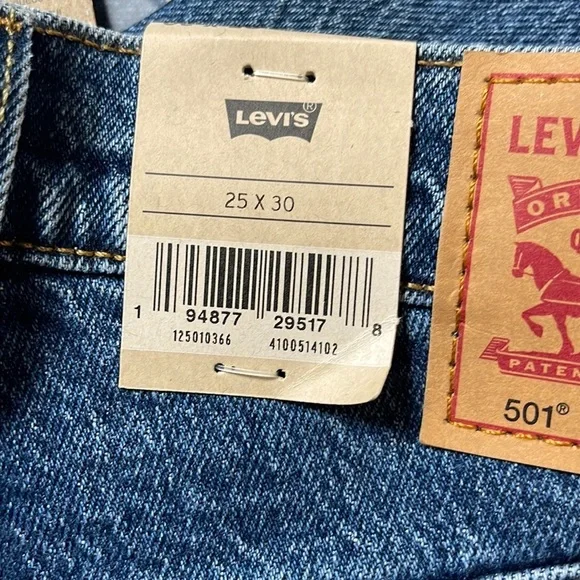 LEVI'S®
25 X 30
1 94877 29517 8
125010366 4100514102
LEV
OR
PATEN
501®